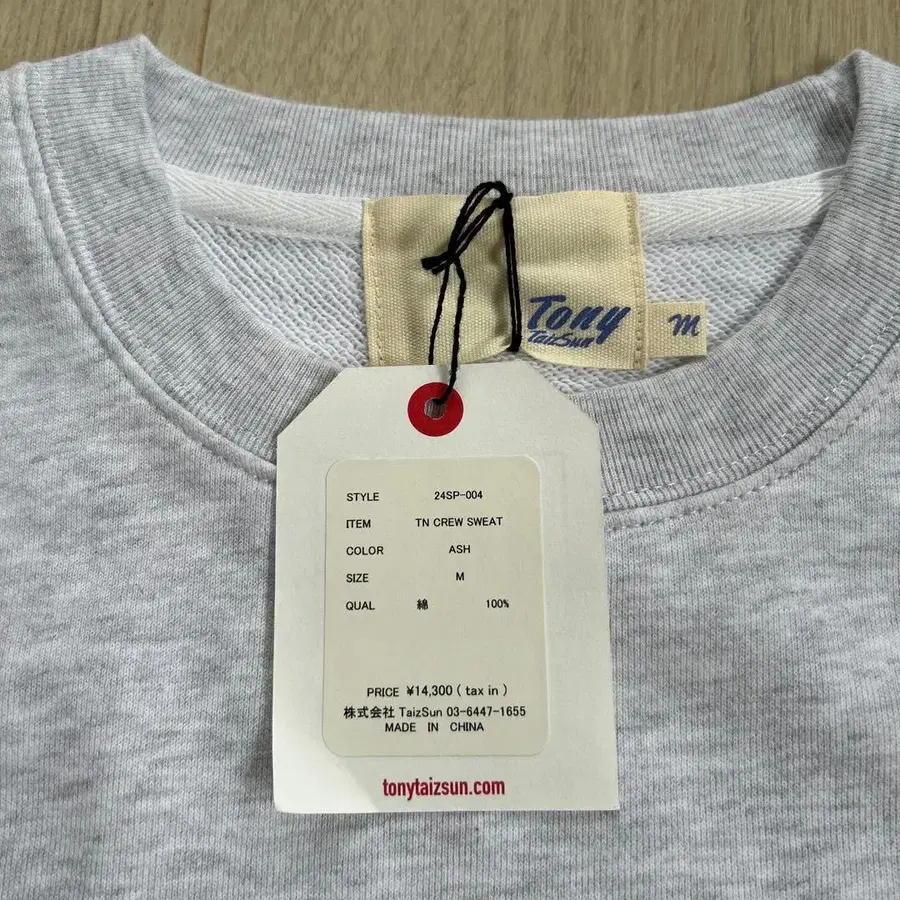 Tony
TaizSun
M
STYLE 24SP-004
ITEM TN CREW SWEAT
COLOR ASH
SIZE M
QUAL 綿 100%
PRICE ¥14,300 ( tax in )
株式会社 TaizSun 03-6447-1655
MADE IN CHINA
tonytaizsun.com